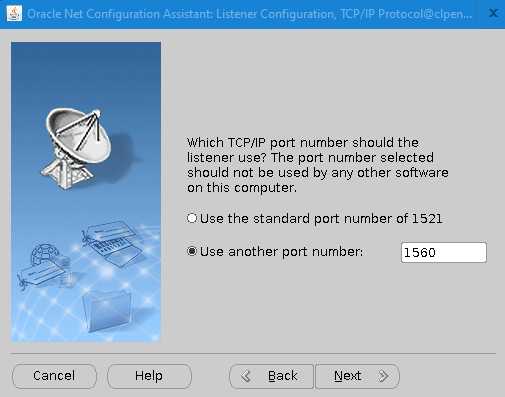 Oracle Net Configuration Assistant: Listener Configuration, TCP/IP Protocol@clpen...
Which TCP/IP port number should the
listener use? The port number selected
should not be used by any other software
on this computer.
Use the standard port number of 1521
Use another port number: 1560
Cancel Help Back Next